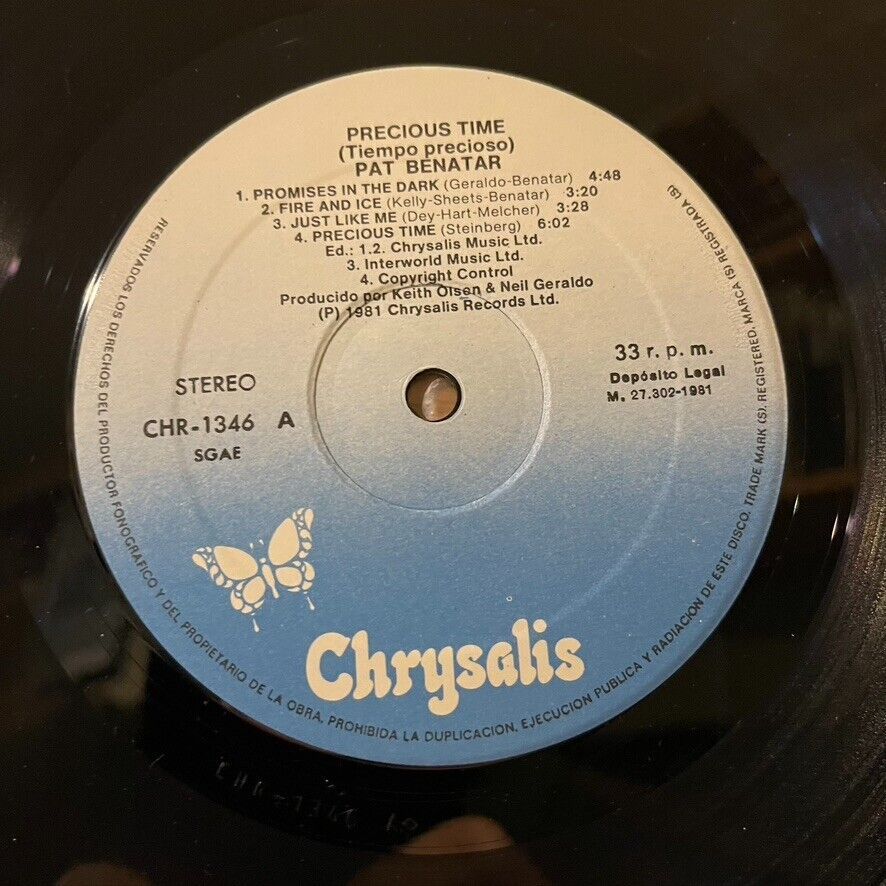 PRECIOUS TIME
(Tiempo precioso)
PAT BENATAR
1. PROMISES IN THE DARK (Geraldo-Benatar) 4:48
2. FIRE AND ICE (Kelly-Sheets-Benatar) 3:20
3. JUST LIKE ME (Dey-Hart-Melcher) 3:28
4. PRECIOUS TIME (Steinberg) 6:02
Ed.: 1.2. Chrysalis Music Ltd.
3. Interworld Music Ltd.
4. Copyright Control
Producido por Keith Olsen & Neil Geraldo
(P) 1981 Chrysalis Records Ltd.
STEREO
CHR-1346 A
SGAE
33 r. p. m.
Depósito Legal
M. 27.302-1981
Chrysalis
RESERVADOS LOS DERECHOS DEL PRODUCTOR FONOGRAFICO Y DEL PROPIETARIO DE LA OBRA. PROHIBIDA LA DUPLICACION, EJECUCION PUBLICA Y RADIACION DE ESTE DISCO. TRADE MARK (S). REGISTERED, MARCA (S) REGISTRADA (S)